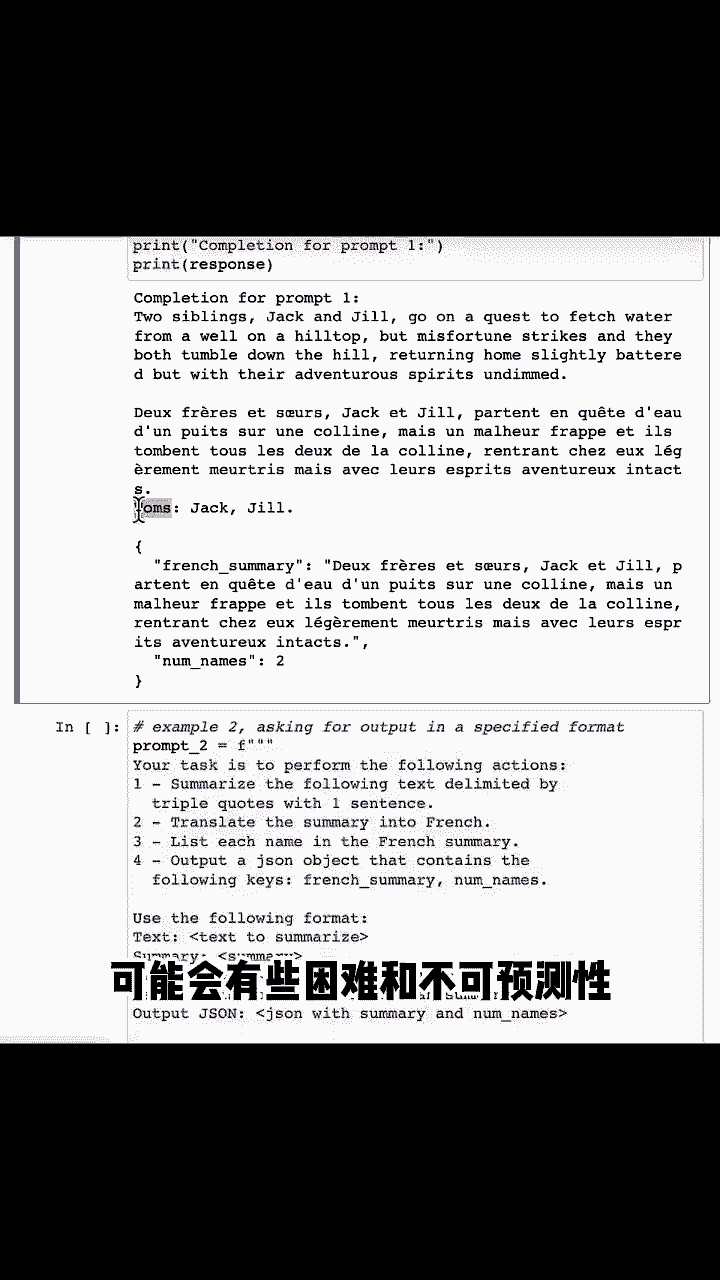 print("Completion for prompt 1:")
print(response)
Completion for prompt 1:
Two siblings, Jack and Jill, go on a quest to fetch water
from a well on a hilltop, but misfortune strikes and they
both tumble down the hill, returning home slightly battere
d but with their adventurous spirits undimmed.
Deux frères et sœurs, Jack et Jill, partent en quête d'eau
d'un puits sur une colline, mais un malheur frappe et ils
tombent tous les deux de la colline, rentrant chez eux lég
èrement meurtris mais avec leurs esprits aventureux intact
s.
Noms: Jack, Jill.
{
"french_summary": "Deux frères et sœurs, Jack et Jill, p
artent en quête d'eau d'un puits sur une colline, mais un
malheur frappe et ils tombent tous les deux de la colline,
rentrant chez eux légèrement meurtris mais avec leurs espr
its aventureux intacts.",
"num_names": 2
}
In [ ]: # example 2, asking for output in a specified format
prompt_2 = f"""
Your task is to perform the following actions:
1 - Summarize the following text delimited by
triple quotes with 1 sentence.
2 - Translate the summary into French.
3 - List each name in the French summary.
4 - Output a json object that contains the
following keys: french_summary, num_names.
Use the following format:
Text: <text to summarize>
Summary: <summary>
可能会有些困难和不可预测性
Output JSON: <json with summary and num_names>